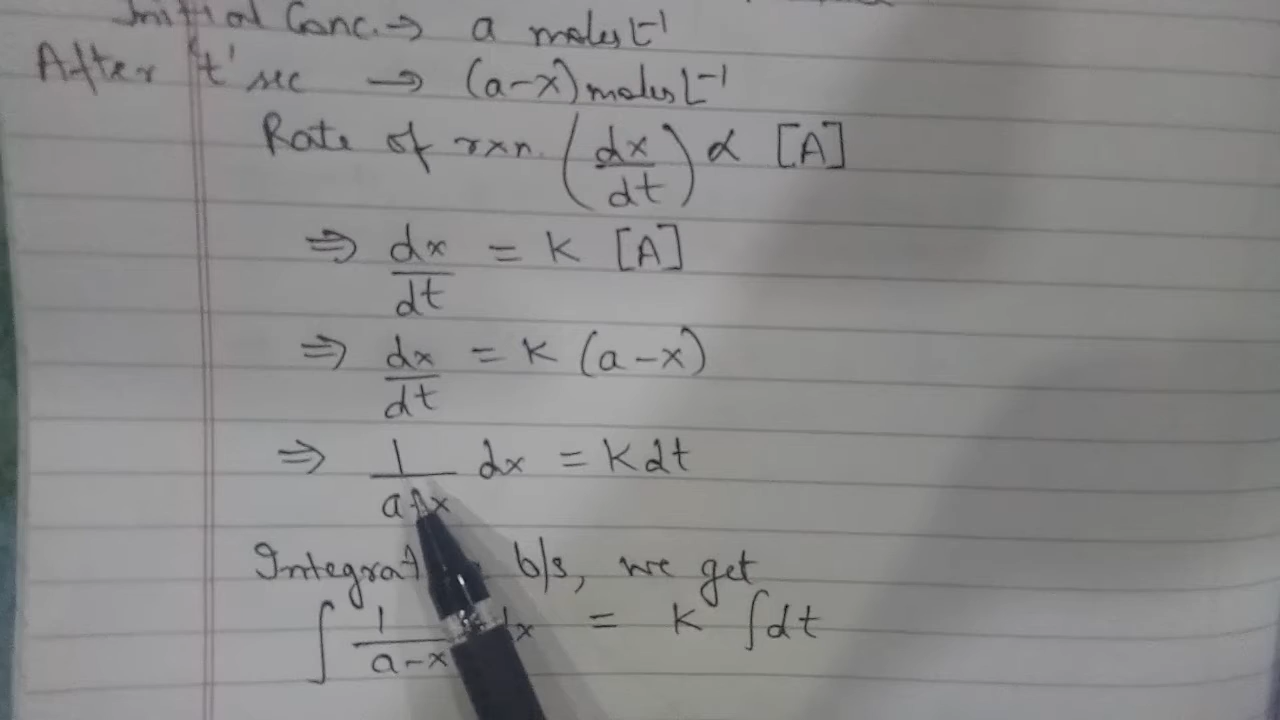 Initial Conc. → a moles L⁻¹
After 't' sec → (a-x) moles L⁻¹
Rate of rxn. (dx/dt) ∝ [A]
⇒ dx/dt = K [A]
⇒ dx/dt = K (a-x)
⇒ 1/(a-x) dx = K dt
b/s, we get
∫ 1/(a-x) dx = K ∫dt